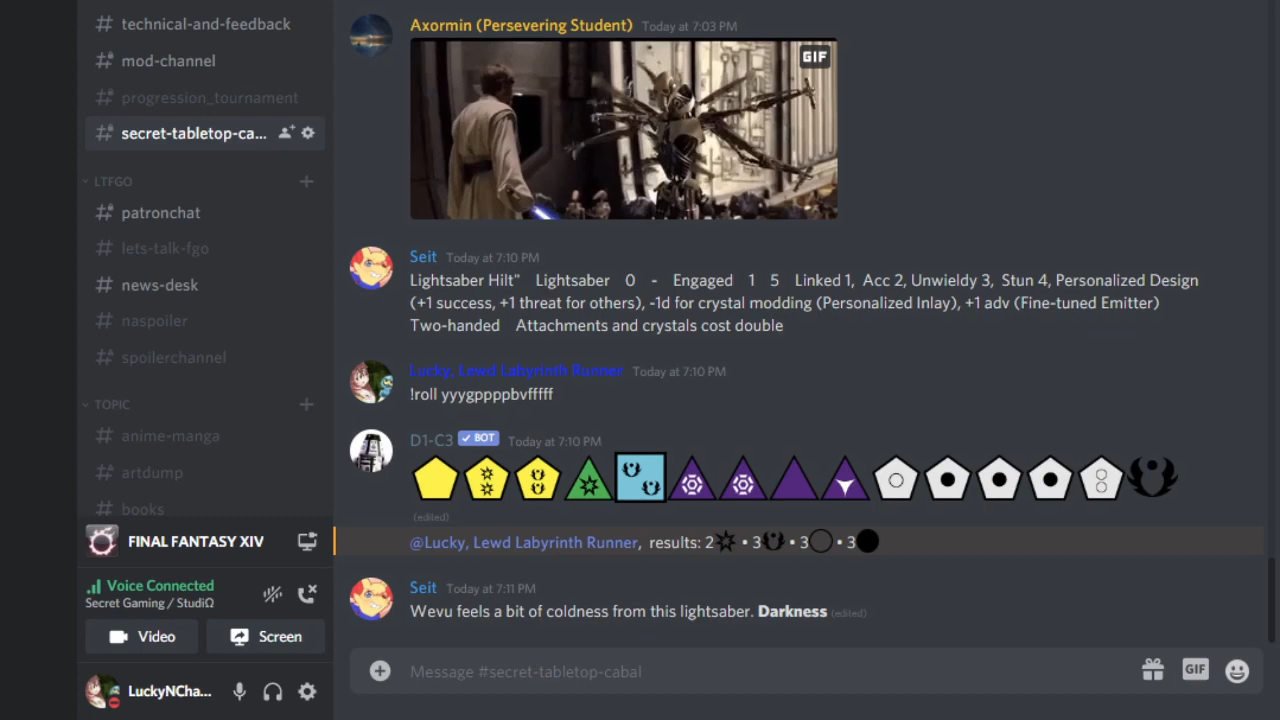 technical-and-feedback
mod-channel
progression_tournament
secret-tabletop-ca...
LTFGO
patronchat
lets-talk-fgo
news-desk
naspoiler
spoilerchannel
TOPIC
anime-manga
artdump
books
FINAL FANTASY XIV
Voice Connected
Secret Gaming / StudiΩ
Video
Screen
LuckyNCha...
Axormin (Persevering Student) Today at 7:03 PM
GIF
Seit Today at 7:10 PM
Lightsaber Hilt" Lightsaber 0 - Engaged 1 5 Linked 1, Acc 2, Unwieldy 3, Stun 4, Personalized Design
(+1 success, +1 threat for others), -1d for crystal modding (Personalized Inlay), +1 adv (Fine-tuned Emitter)
Two-handed Attachments and crystals cost double
Lucky, Lewd Labyrinth Runner Today at 7:10 PM
!roll yyygppppbvfffff
D1-C3 BOT Today at 7:10 PM
(edited)
@Lucky, Lewd Labyrinth Runner, results: 2 • 3 • 3 • 3
Seit Today at 7:11 PM
Wevu feels a bit of coldness from this lightsaber. Darkness (edited)
Message #secret-tabletop-cabal
GIF